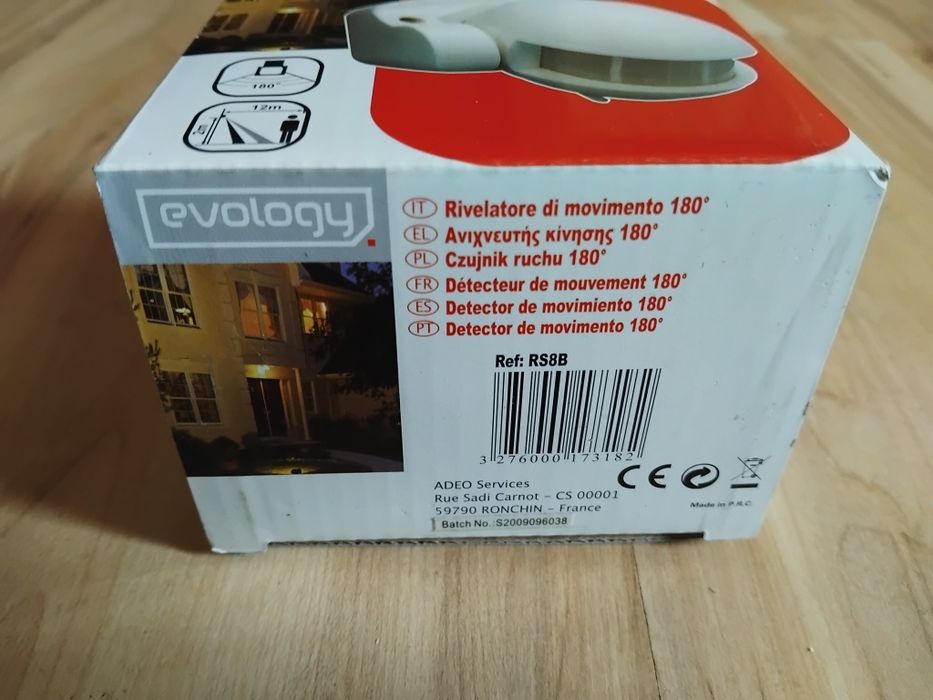 180°
12m
2m
evology
IT Rivelatore di movimento 180°
EL Ανιχνευτής κίνησης 180°
PL Czujnik ruchu 180°
FR Détecteur de mouvement 180°
ES Detector de movimiento 180°
PT Detector de movimento 180°
Ref: RS8B
3 276000 173182
ADEO Services
Rue Sadi Carnot – CS 00001
59790 RONCHIN – France
Batch No.:S2009096038
CE
Made in P.R.C.